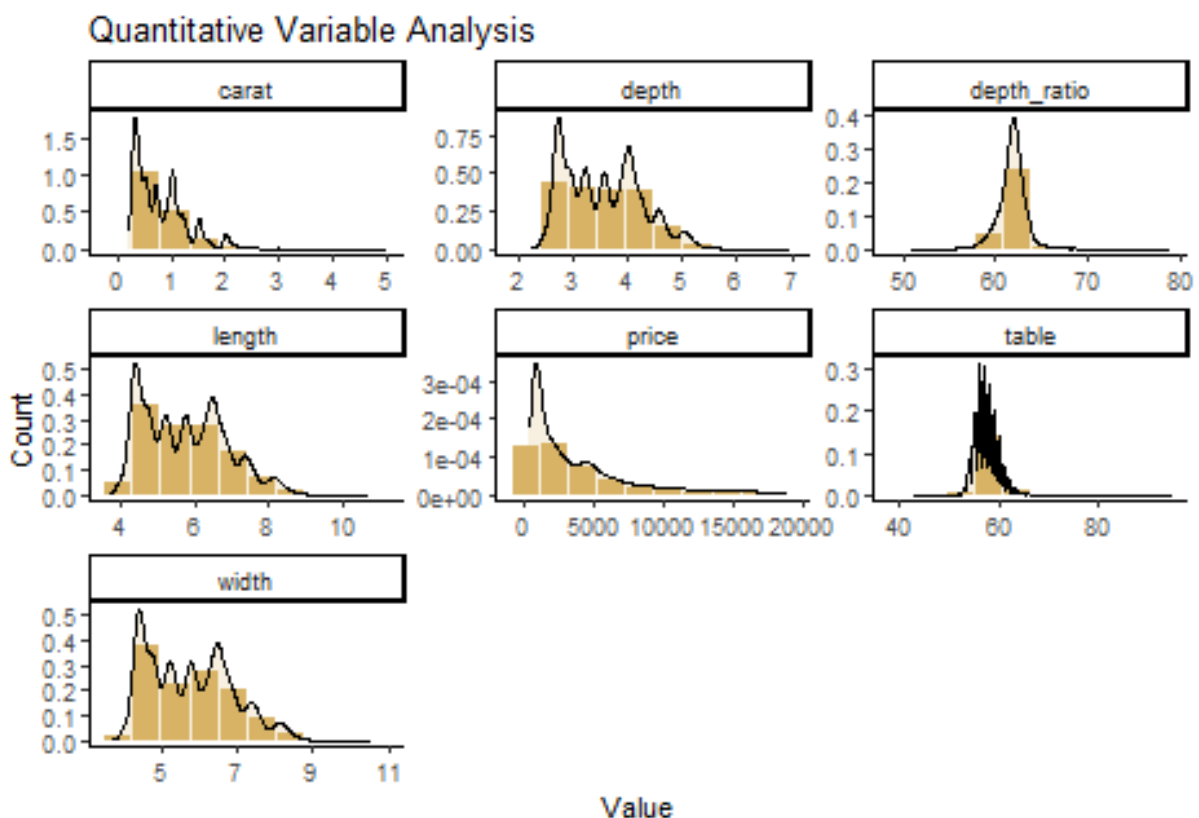 Quantitative Variable Analysis
carat
depth
depth_ratio
1.5
1.0
0.5
0.0
0 1 2 3 4 5
0.75
0.50
0.25
0.00
2 3 4 5 6 7
0.4
0.3
0.2
0.1
0.0
50 60 70 80
length
price
table
0.5
0.4
0.3
0.2
0.1
0.0
4 6 8 10
3e-04
2e-04
1e-04
0e+00
0 5000 10000 15000 20000
0.3
0.2
0.1
0.0
40 60 80
Count
width
0.5
0.4
0.3
0.2
0.1
0.0
5 7 9 11
Value